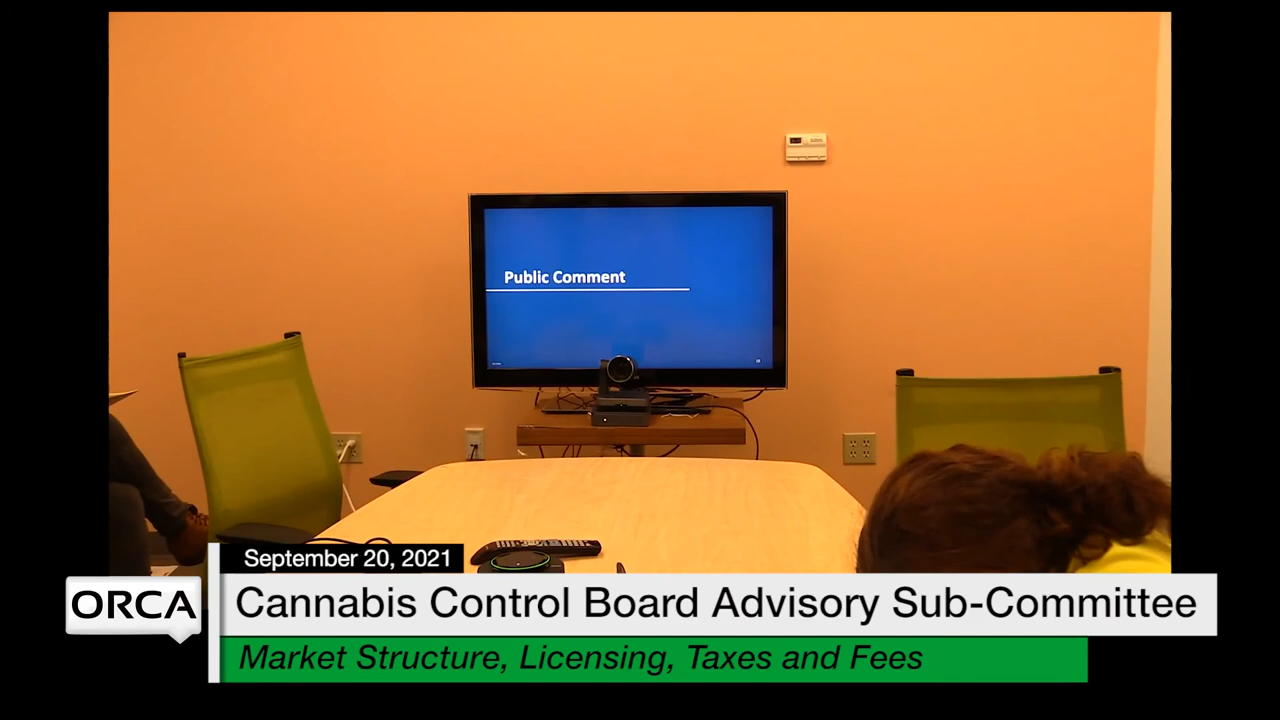 Public Comment
September 20, 2021
ORCA
Cannabis Control Board Advisory Sub-Committee
Market Structure, Licensing, Taxes and Fees